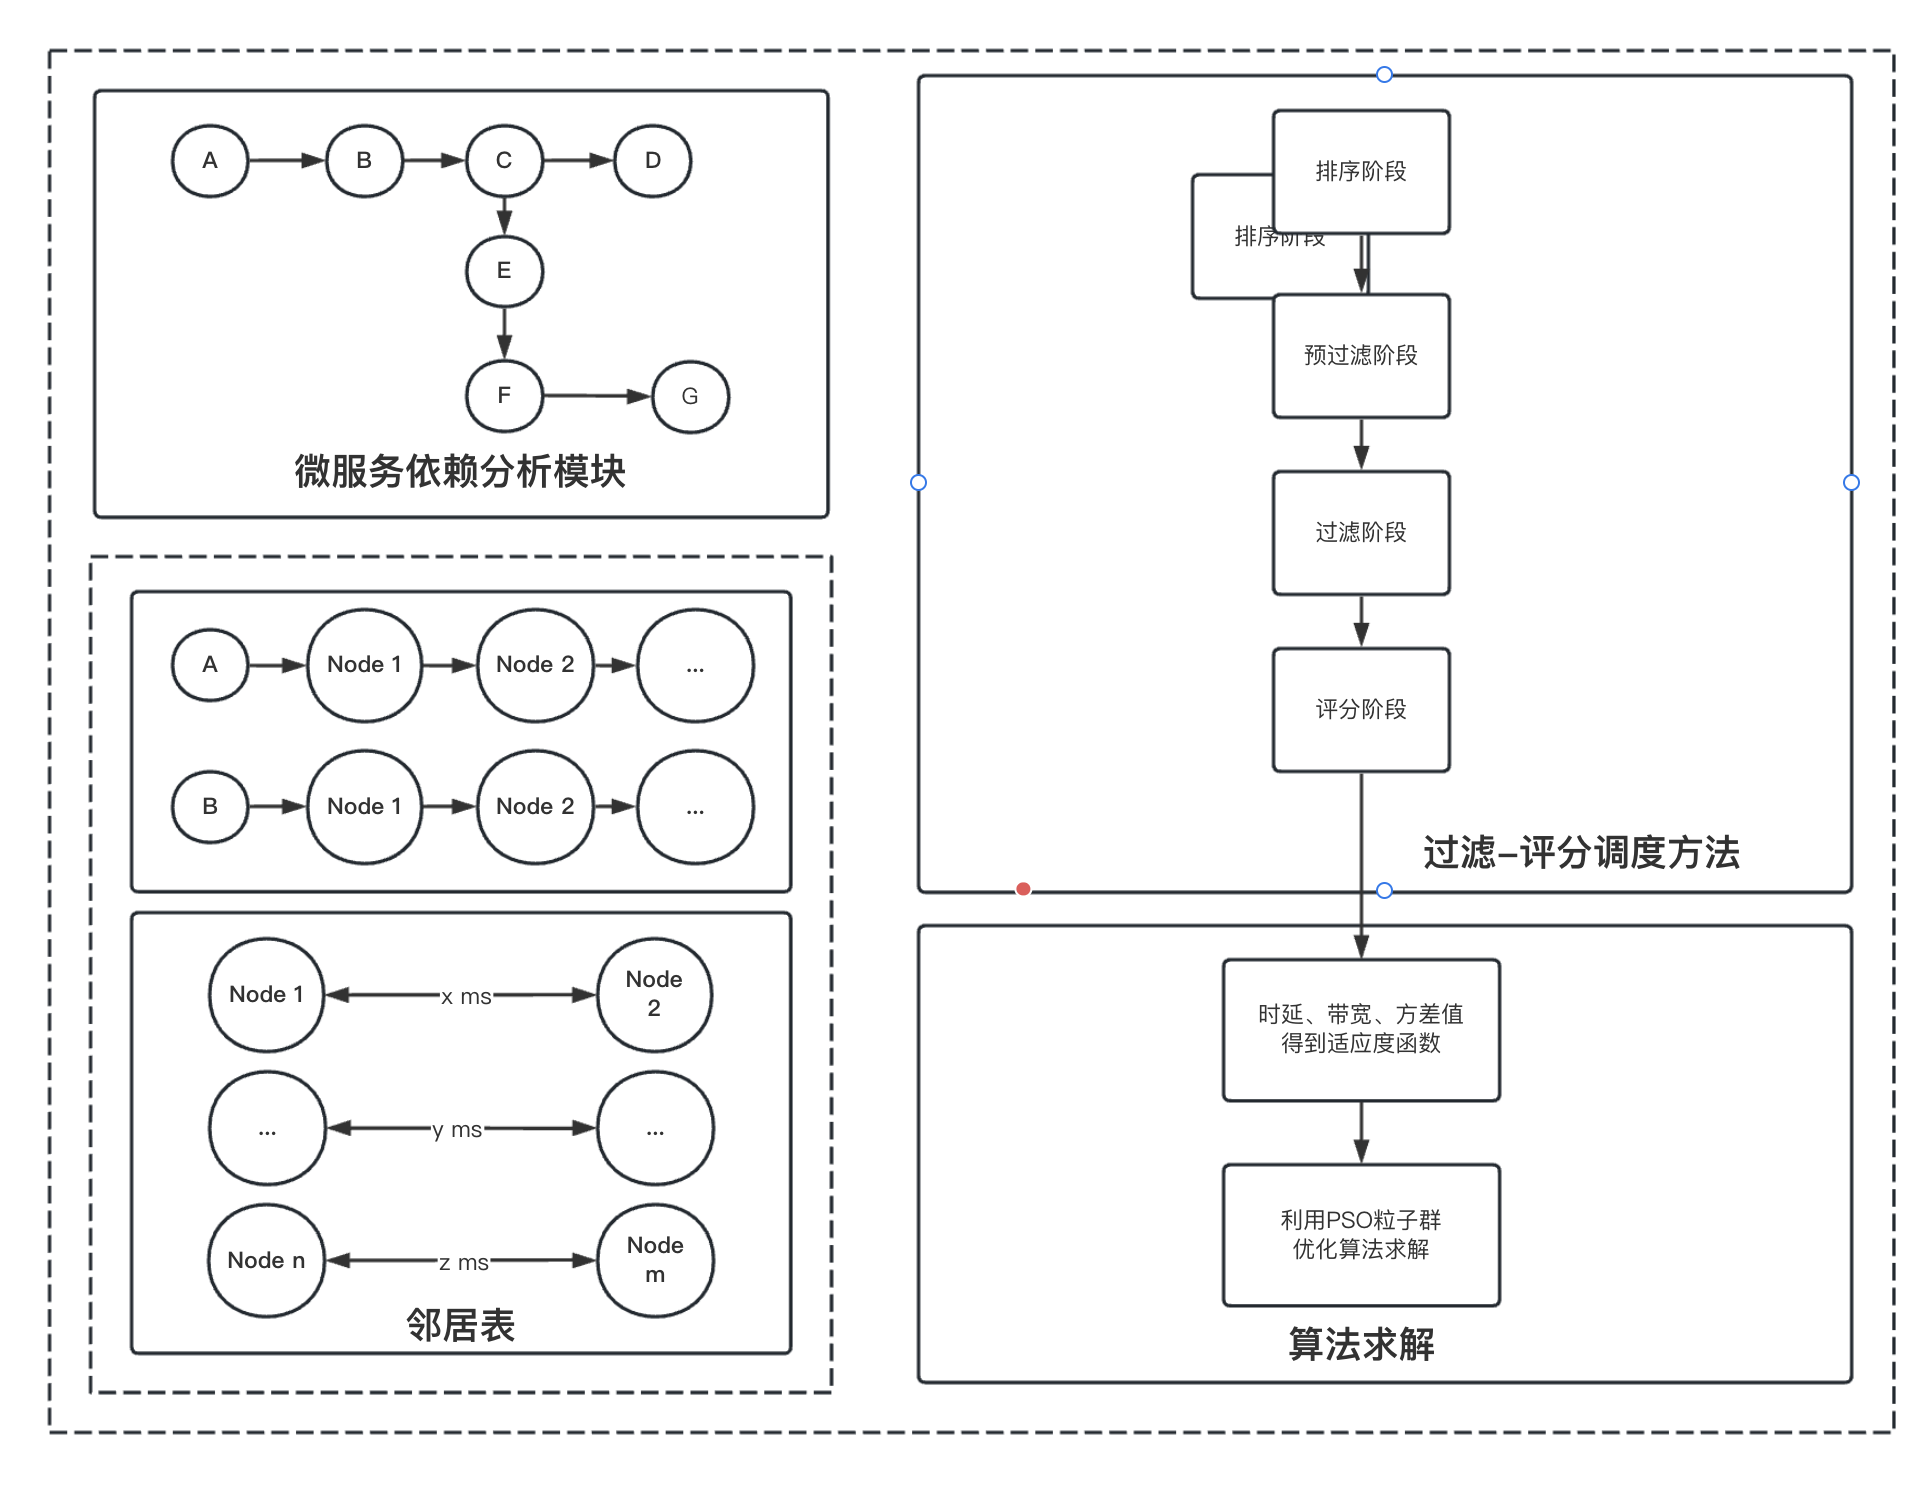 A
B
C
D
E
F
G
微服务依赖分析模块
A
Node 1
Node 2
...
B
Node 1
Node 2
...
Node 1
x ms
Node
2
...
y ms
...
Node n
z ms
Node
m
邻居表
排序阶段
排序阶段
预过滤阶段
过滤阶段
评分阶段
过滤-评分调度方法
时延、带宽、方差值
得到适应度函数
利用PSO粒子群
优化算法求解
算法求解